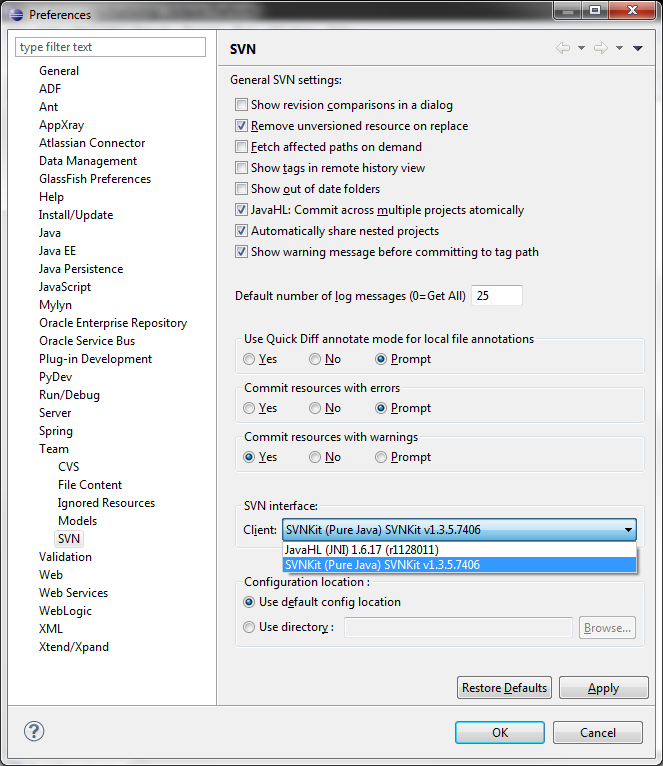 Preferences
type filter text
General
ADF
Ant
AppXray
Atlassian Connector
Data Management
GlassFish Preferences
Help
Install/Update
Java
Java EE
Java Persistence
JavaScript
Mylyn
Oracle Enterprise Repository
Oracle Service Bus
Plug-in Development
PyDev
Run/Debug
Server
Spring
Team
CVS
File Content
Ignored Resources
Models
SVN
Validation
Web
Web Services
WebLogic
XML
Xtend/Xpand
SVN
General SVN settings:
Show revision comparisons in a dialog
Remove unversioned resource on replace
Fetch affected paths on demand
Show tags in remote history view
Show out of date folders
JavaHL: Commit across multiple projects atomically
Automatically share nested projects
Show warning message before committing to tag path
Default number of log messages (0=Get All) 25
Use Quick Diff annotate mode for local file annotations
Yes No Prompt
Commit resources with errors
Yes No Prompt
Commit resources with warnings
Yes No Prompt
SVN interface:
Client: SVNKit (Pure Java) SVNKit v1.3.5.7406
JavaHL (JNI) 1.6.17 (r1128011)
SVNKit (Pure Java) SVNKit v1.3.5.7406
Configuration location :
Use default config location
Use directory : Browse...
Restore Defaults Apply
? OK Cancel